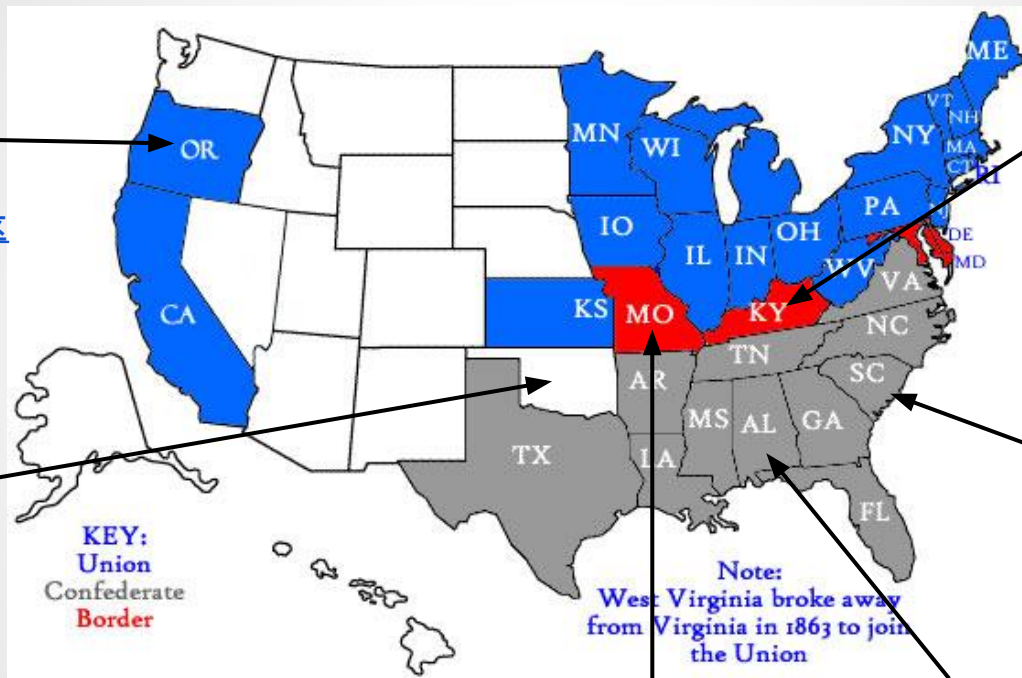 ME
VT
NH
MN
NY
WI
MA
OR
CT
RI
PA
NJ
IO
OH
DE
IL
IN
MD
WV
VA
CA
KS
MO
KY
NC
TN
SC
AR
MS
AL
GA
TX
LA
FL
KEY:
Union
Confederate
Border
Note:
West Virginia broke away
from Virginia in 1863 to join
the Union